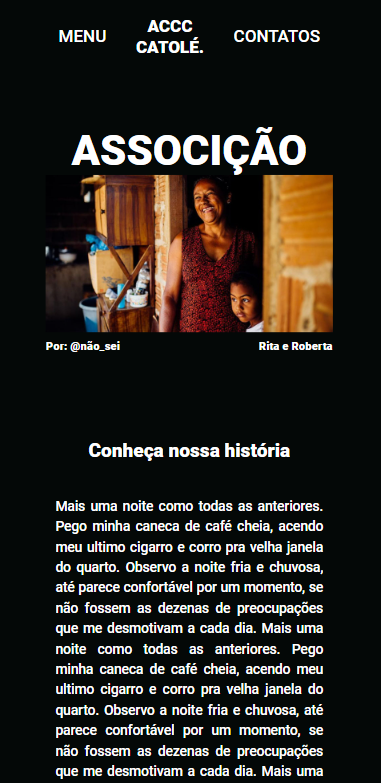 MENU
ACCC
CATOLÉ.
CONTATOS
ASSOCIÇÃO
Por: @não_sei
Rita e Roberta
Conheça nossa história
Mais uma noite como todas as anteriores.
Pego minha caneca de café cheia, acendo
meu ultimo cigarro e corro pra velha janela
do quarto. Observo a noite fria e chuvosa,
até parece confortável por um momento, se
não fossem as dezenas de preocupações
que me desmotivam a cada dia. Mais uma
noite como todas as anteriores. Pego
minha caneca de café cheia, acendo meu
ultimo cigarro e corro pra velha janela do
quarto. Observo a noite fria e chuvosa, até
parece confortável por um momento, se
não fossem as dezenas de preocupações
que me desmotivam a cada dia. Mais uma